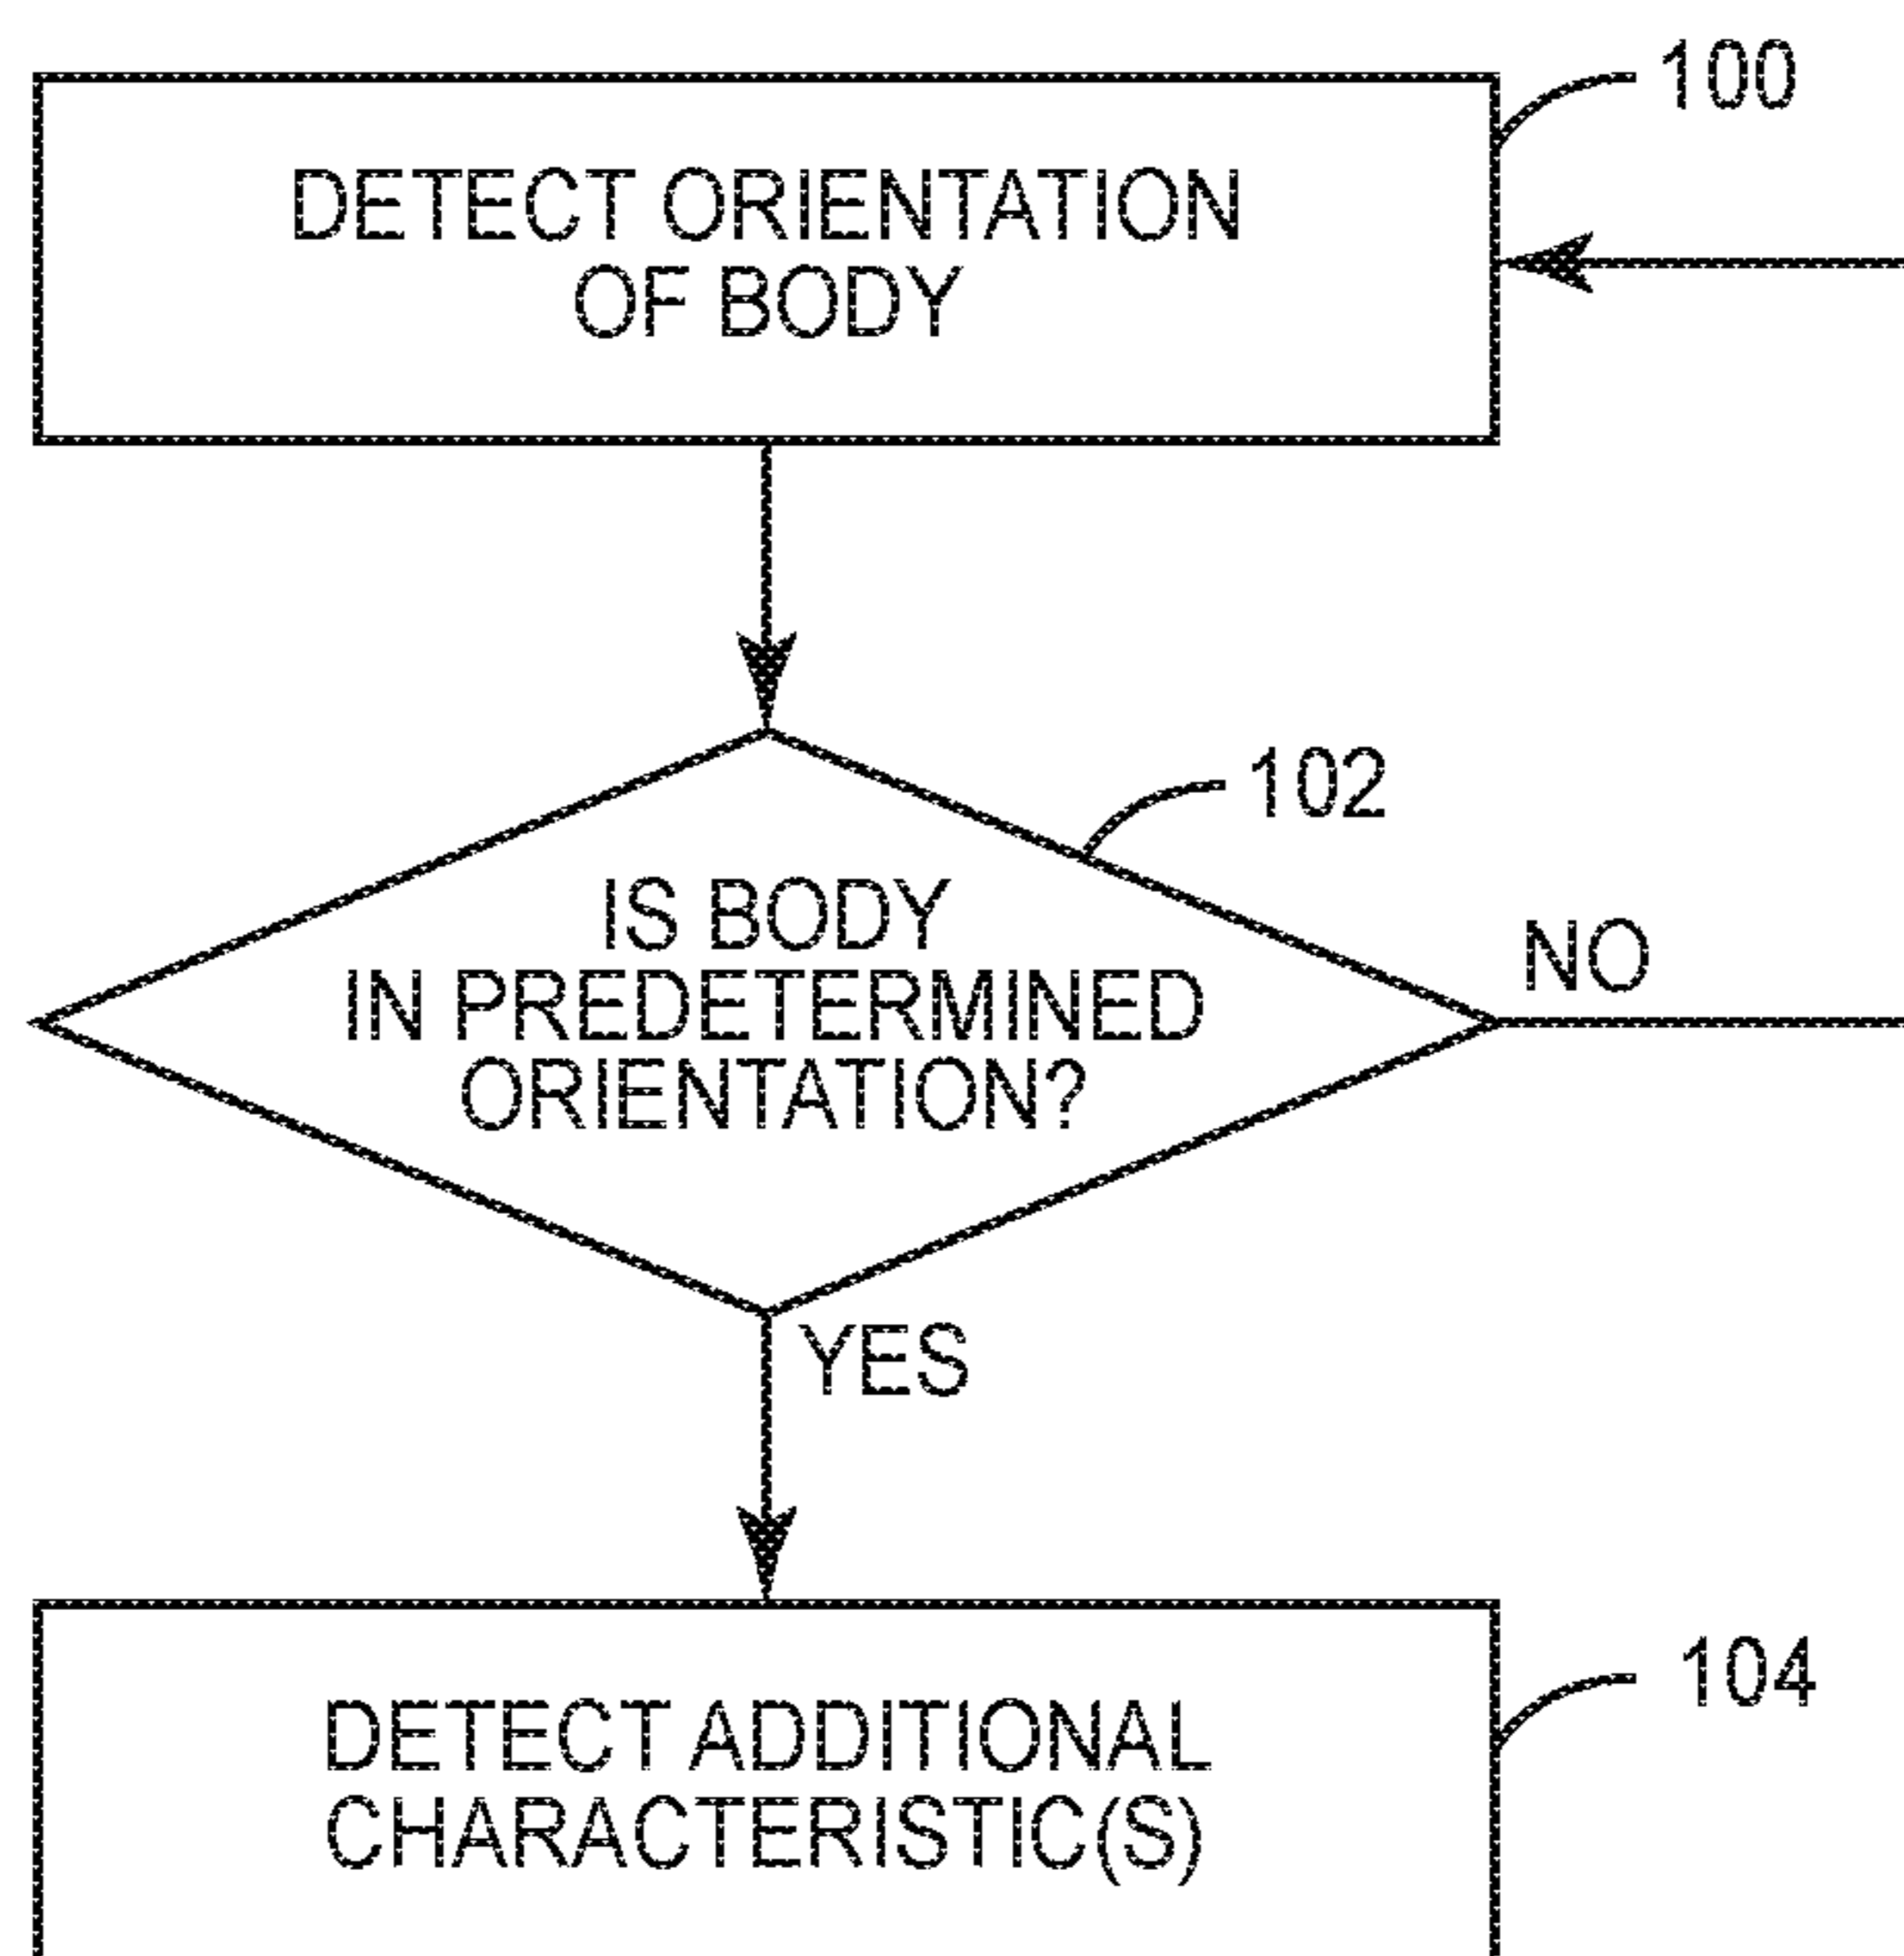 100
DETECT ORIENTATION
OF BODY
102
IS BODY
IN PREDETERMINED
ORIENTATION?
NO
YES
104
DETECT ADDITIONAL
CHARACTERISTIC(S)